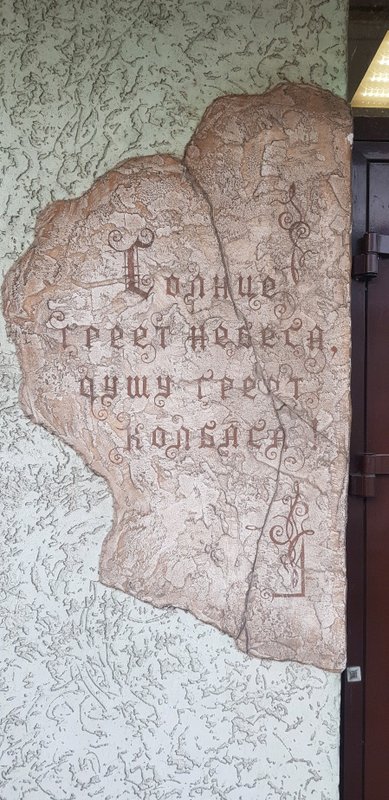 Солнце
греет небеса,
душу греет
колбаса!